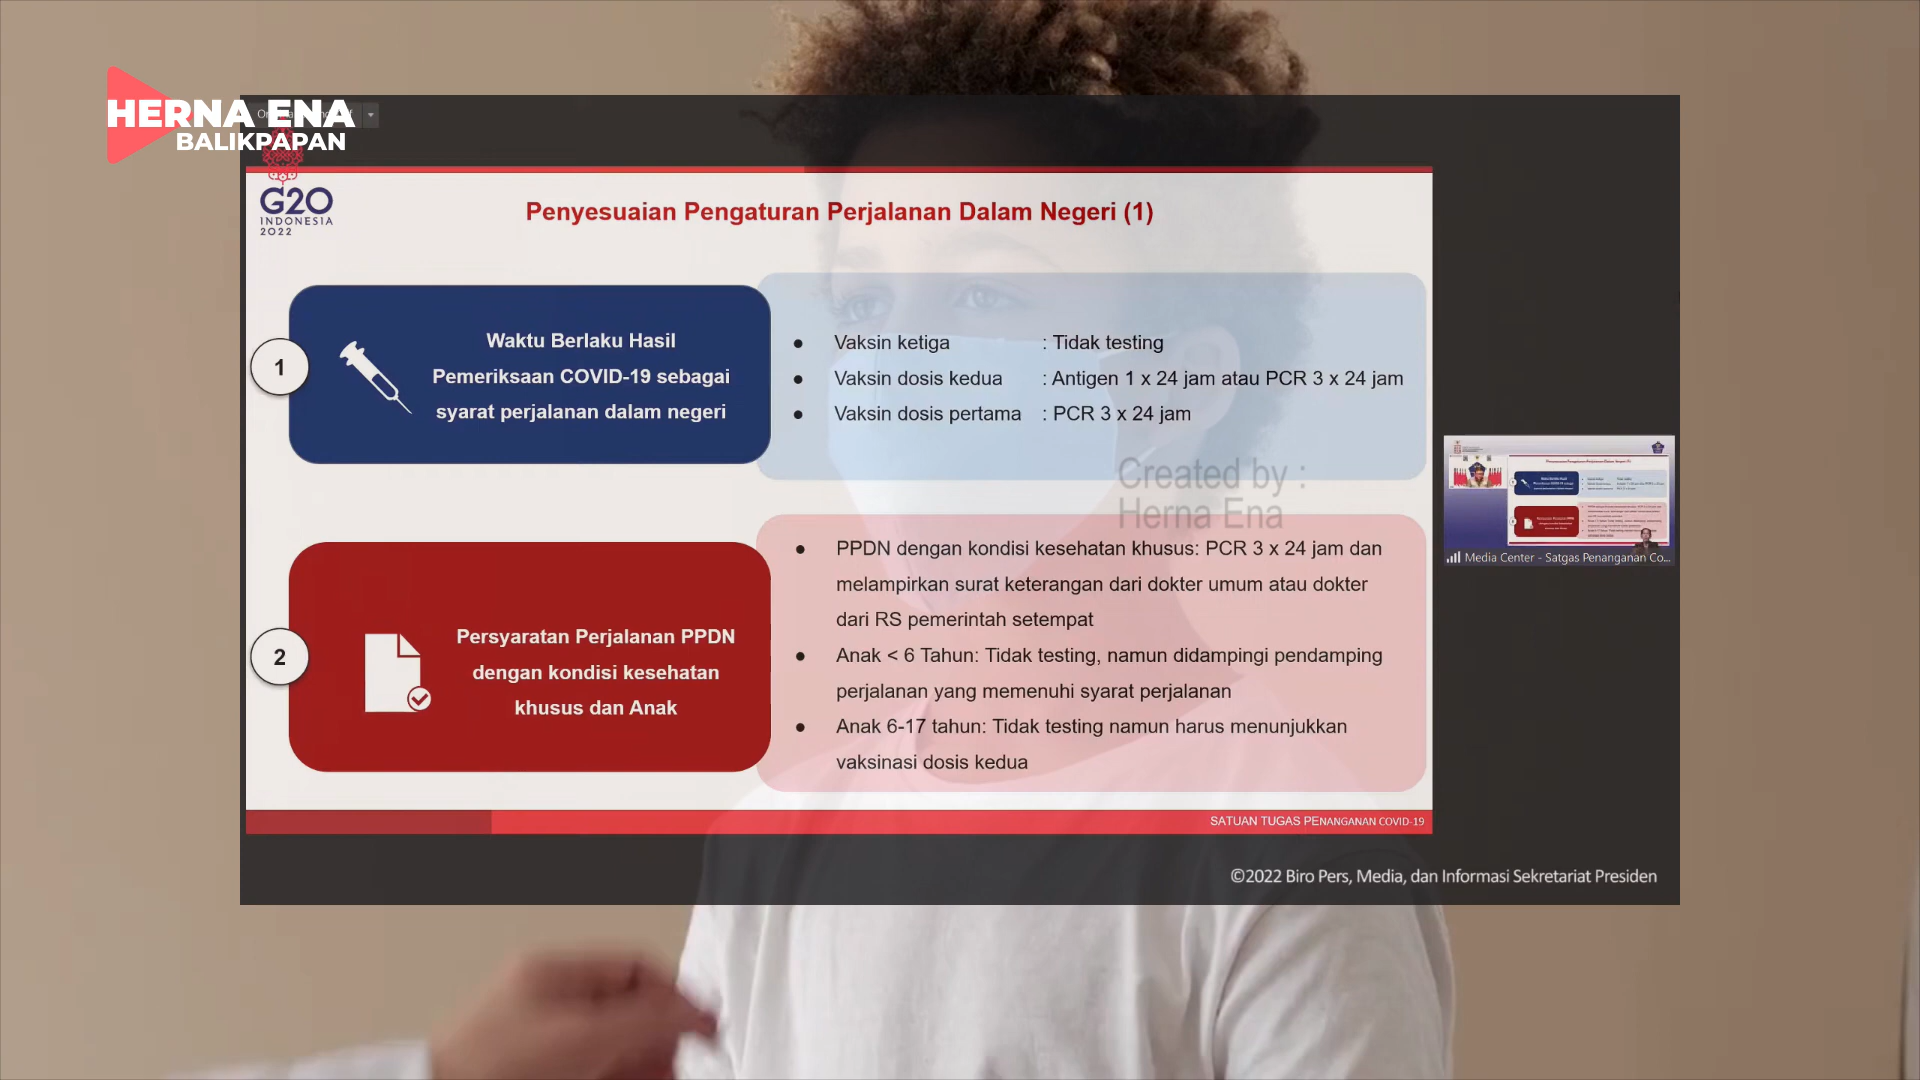 HERNA ENA
BALIKPAPAN
G20
INDONESIA
2022
Penyesuaian Pengaturan Perjalanan Dalam Negeri (1)
1
Waktu Berlaku Hasil
Pemeriksaan COVID-19 sebagai
syarat perjalanan dalam negeri
● Vaksin ketiga : Tidak testing
● Vaksin dosis kedua : Antigen 1 x 24 jam atau PCR 3 x 24 jam
● Vaksin dosis pertama : PCR 3 x 24 jam
Created by :
Herna Ena
2
Persyaratan Perjalanan PPDN
dengan kondisi kesehatan
khusus dan Anak
● PPDN dengan kondisi kesehatan khusus: PCR 3 x 24 jam dan
melampirkan surat keterangan dari dokter umum atau dokter
dari RS pemerintah setempat
● Anak < 6 Tahun: Tidak testing, namun didampingi pendamping
perjalanan yang memenuhi syarat perjalanan
● Anak 6-17 tahun: Tidak testing namun harus menunjukkan
vaksinasi dosis kedua
Media Center - Satgas Penanganan Co...
SATUAN TUGAS PENANGANAN COVID-19
©2022 Biro Pers, Media, dan Informasi Sekretariat Presiden